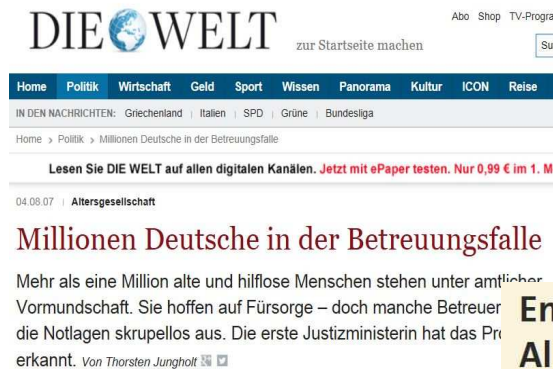 DIE WELT
zur Startseite machen
Abo Shop TV-Progra
Su
Home Politik Wirtschaft Geld Sport Wissen Panorama Kultur ICON Reise
IN DEN NACHRICHTEN: Griechenland | Italien | SPD | Grüne | Bundesliga
Home > Politik > Millionen Deutsche in der Betreuungsfalle
Lesen Sie DIE WELT auf allen digitalen Kanälen. Jetzt mit ePaper testen. Nur 0,99 € im 1. M
04.08.07 | Altersgesellschaft
Millionen Deutsche in der Betreuungsfalle
Mehr als eine Million alte und hilflose Menschen stehen unter amtlicher
Vormundschaft. Sie hoffen auf Fürsorge – doch manche Betreuer
die Notlagen skrupellos aus. Die erste Justizministerin hat das Pro
erkannt. Von Thorsten Jungholt
En
Al